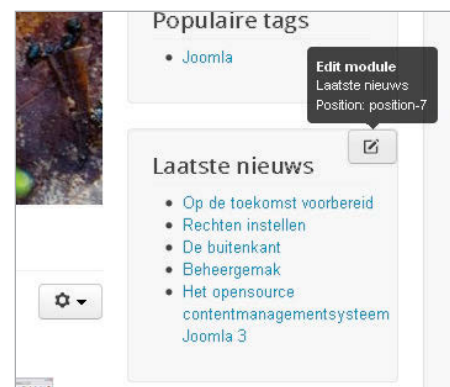 Populaire tags
Joomla
Edit module
Laatste nieuws
Position: position-7
Laatste nieuws
Op de toekomst voorbereid
Rechten instellen
De buitenkant
Beheergemak
Het opensource
contentmanagementsysteem
Joomla 3